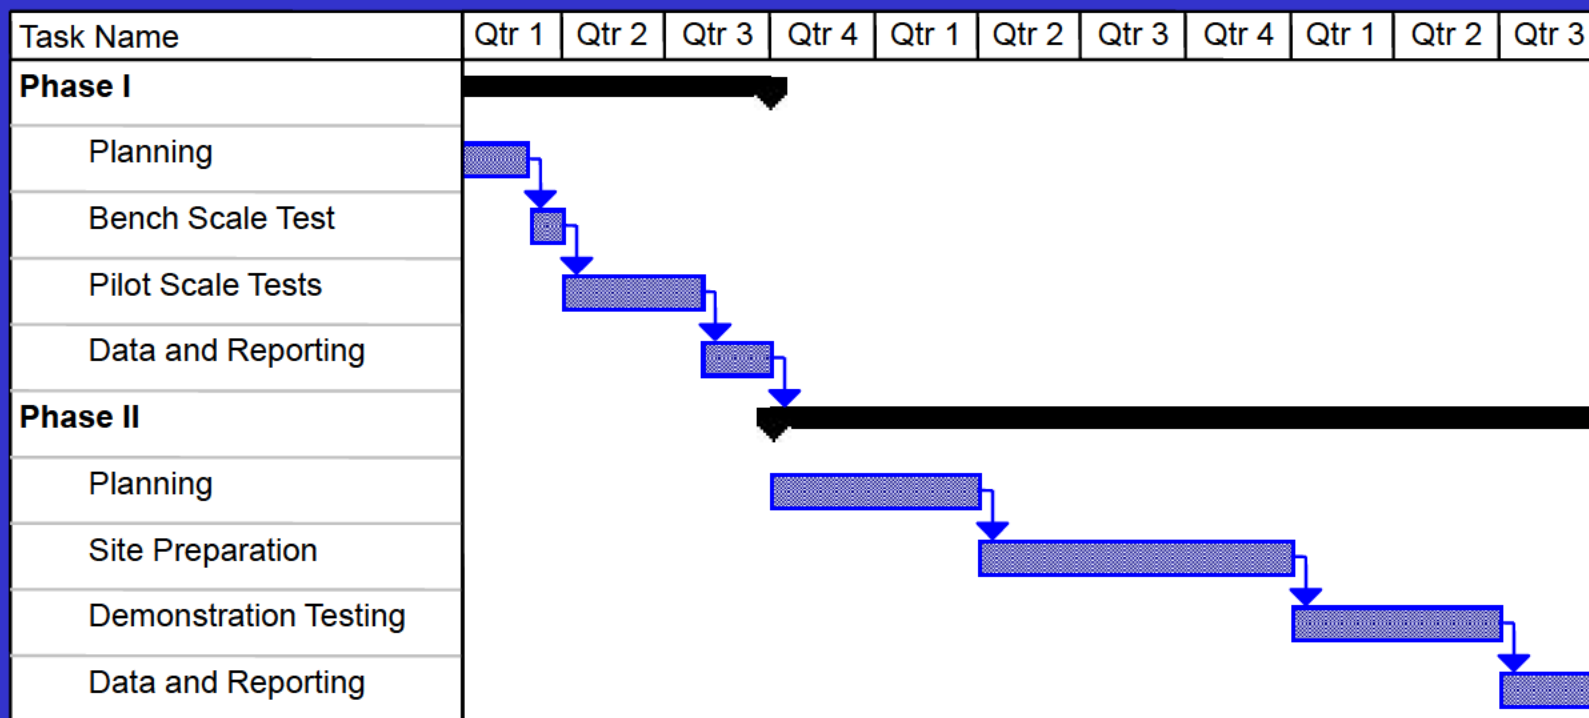 Task Name Qtr 1 Qtr 2 Qtr 3 Qtr 4 Qtr 1 Qtr 2 Qtr 3 Qtr 4 Qtr 1 Qtr 2 Qtr 3
Phase I
Planning
Bench Scale Test
Pilot Scale Tests
Data and Reporting
Phase II
Planning
Site Preparation
Demonstration Testing
Data and Reporting